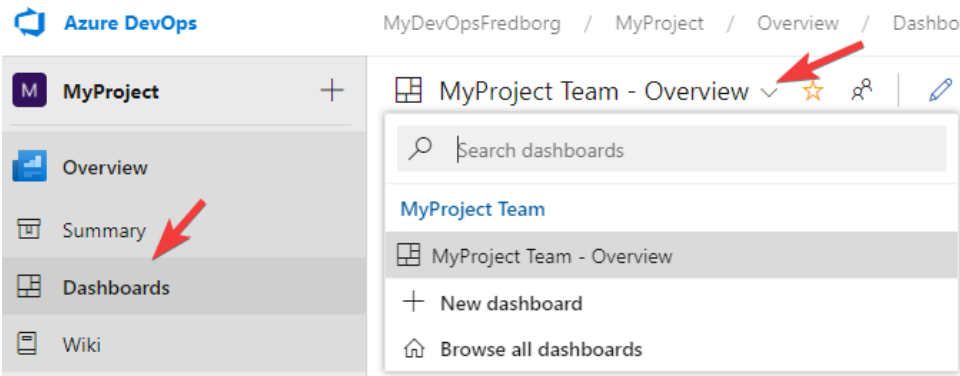 Azure DevOps
MyDevOpsFredborg / MyProject / Overview / Dashbo
M MyProject
MyProject Team - Overview
Search dashboards
Overview
MyProject Team
Summary
MyProject Team - Overview
Dashboards
New dashboard
Wiki
Browse all dashboards